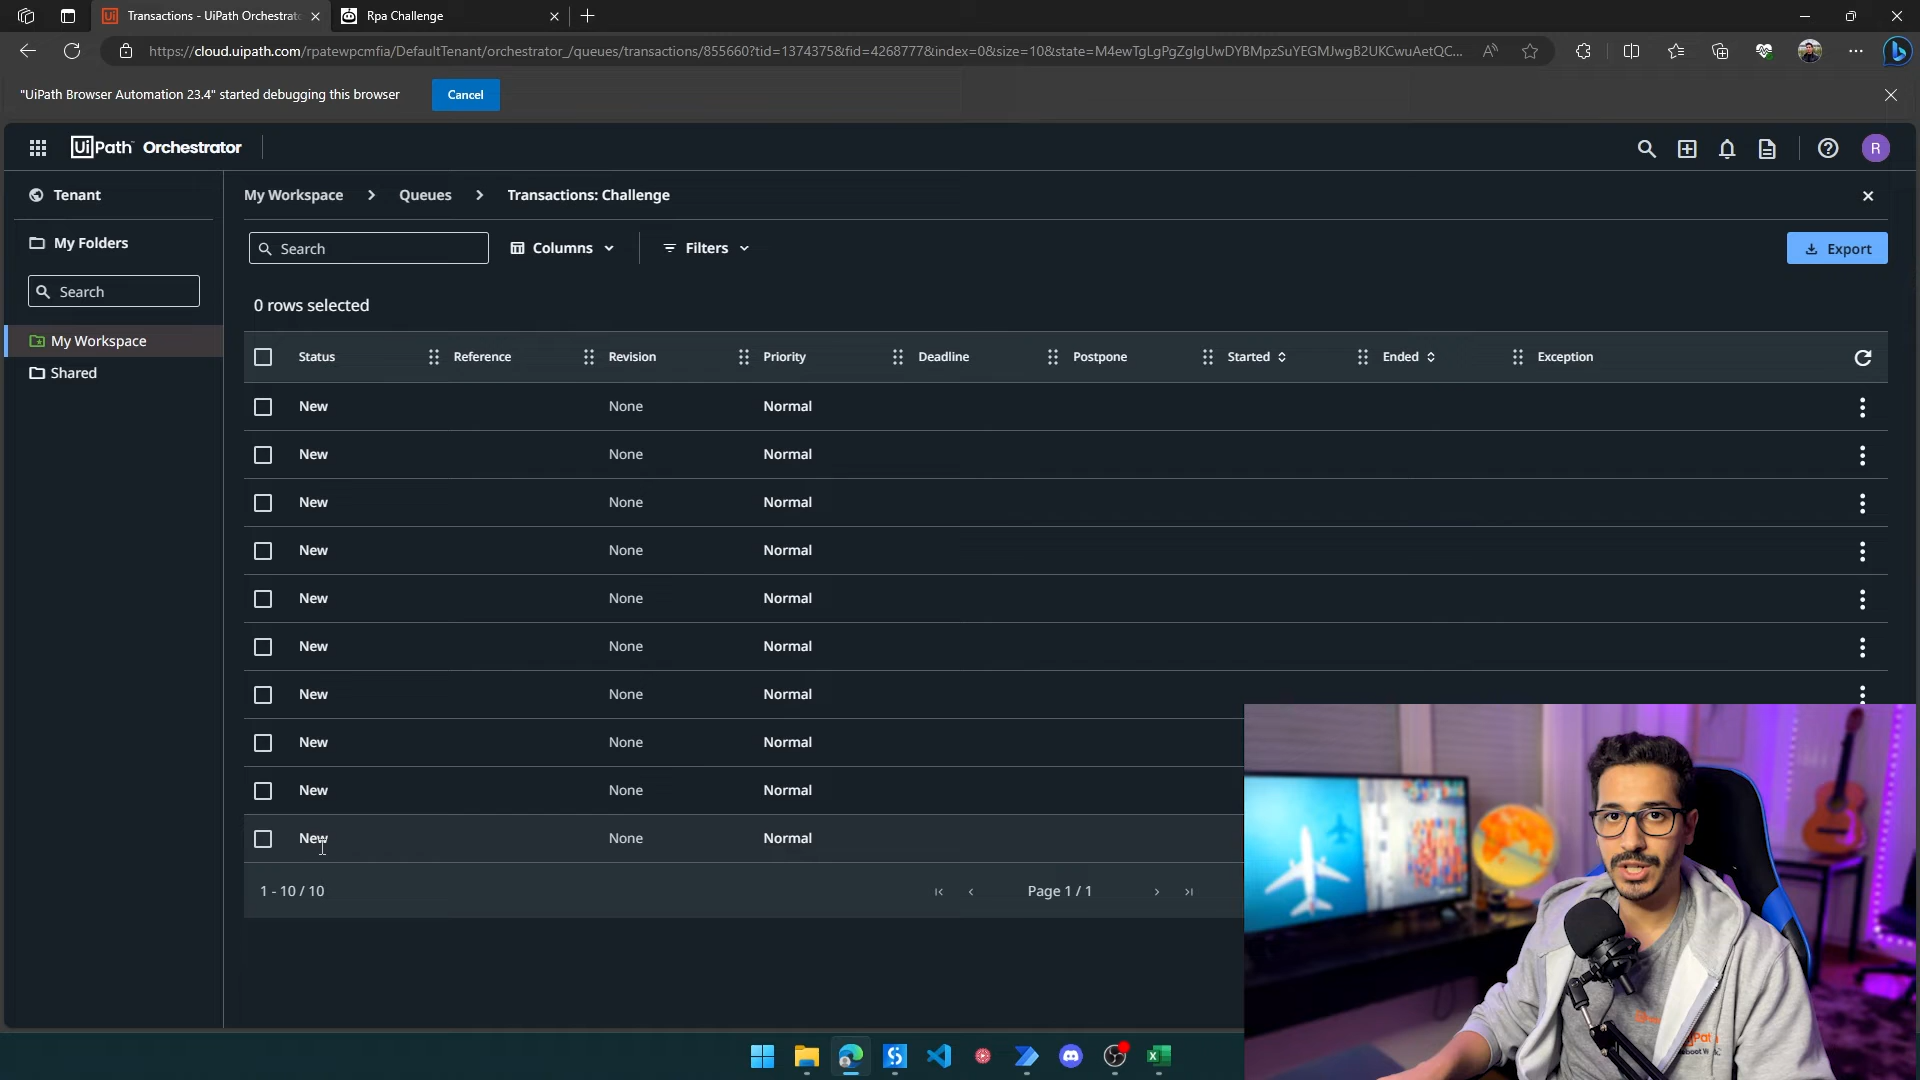 Transactions - UiPath Orchestrato
Rpa Challenge
https://cloud.uipath.com/rpatewpcmfia/DefaultTenant/orchestrator_/queues/transactions/855660?tid=1374375&fid=4268777&index=0&size=10&state=M4ewTgLgPgZglgUwDYBMpzSuYEGMJwgB2UKCwuAetQC...
"UiPath Browser Automation 23.4" started debugging this browser
Cancel
UiPath Orchestrator
R
Tenant
My Workspace
Queues
Transactions: Challenge
My Folders
Search
Columns
Filters
Export
Search
0 rows selected
My Workspace
Shared
Status Reference Revision Priority Deadline Postpone Started Ended Exception
New None Normal
New None Normal
New None Normal
New None Normal
New None Normal
New None Normal
New None Normal
New None Normal
New None Normal
New None Normal
1 - 10 / 10
Page 1 / 1